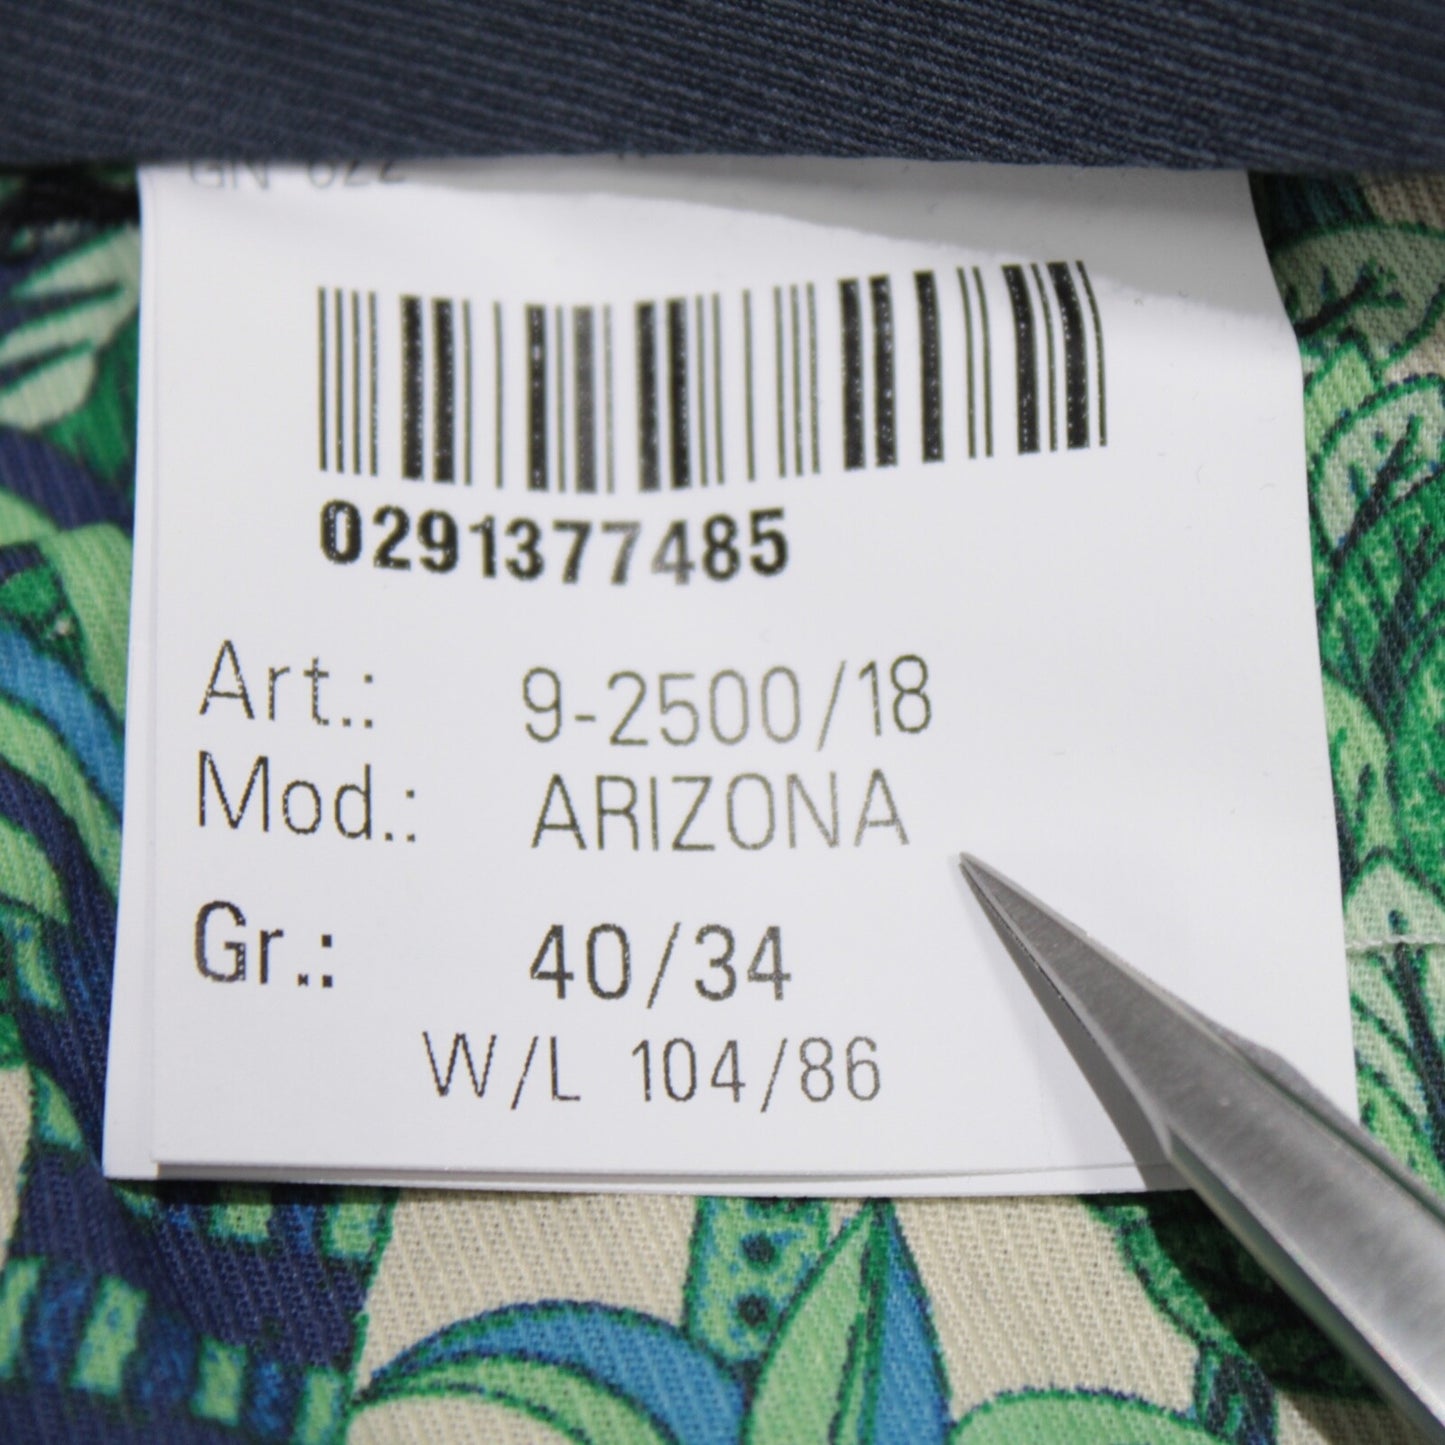 0291377485
Art.: 9-2500/18
Mod.: ARIZONA
Gr.: 40/34
W/L 104/86